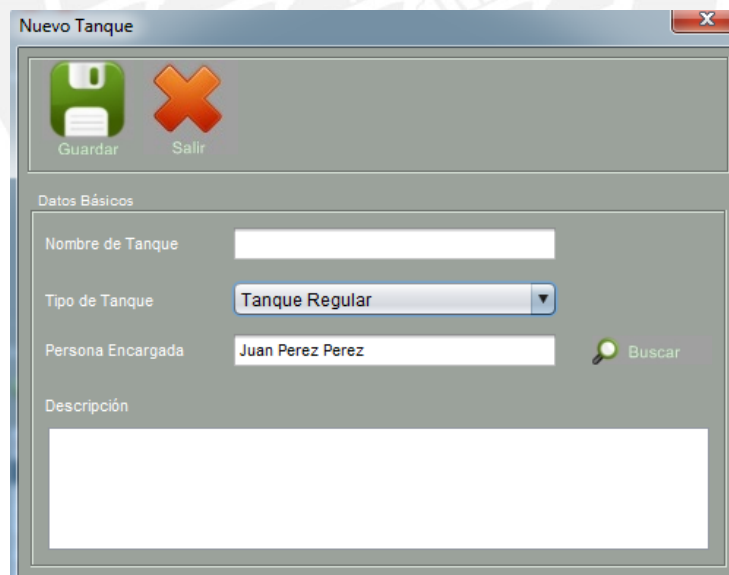 Nuevo Tanque
Guardar Salir
Datos Básicos
Nombre de Tanque
Tipo de Tanque Tanque Regular
Persona Encargada Juan Perez Perez Buscar
Descripción